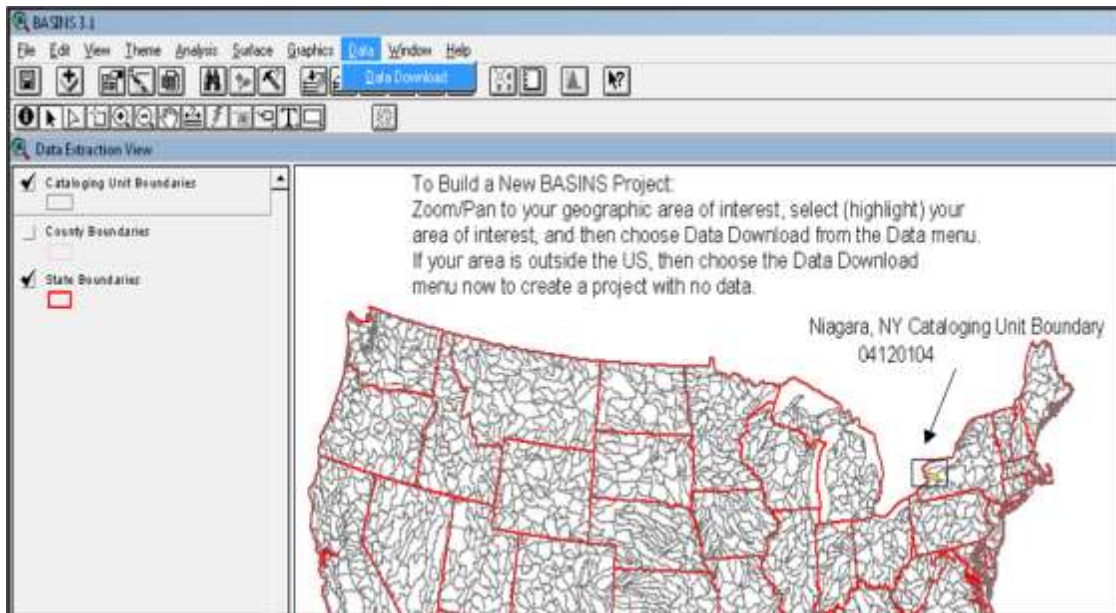 BASINS 3.1
File Edit View Theme Analysis Surface Graphics Data Window Help
Data Download
Data Extraction View
Cataloging Unit Boundaries
County Boundaries
State Boundaries
To Build a New BASINS Project:
Zoom/Pan to your geographic area of interest, select (highlight) your
area of interest, and then choose Data Download from the Data menu.
If your area is outside the US, then choose the Data Download
menu now to create a project with no data.
Niagara, NY Cataloging Unit Boundary
04120104